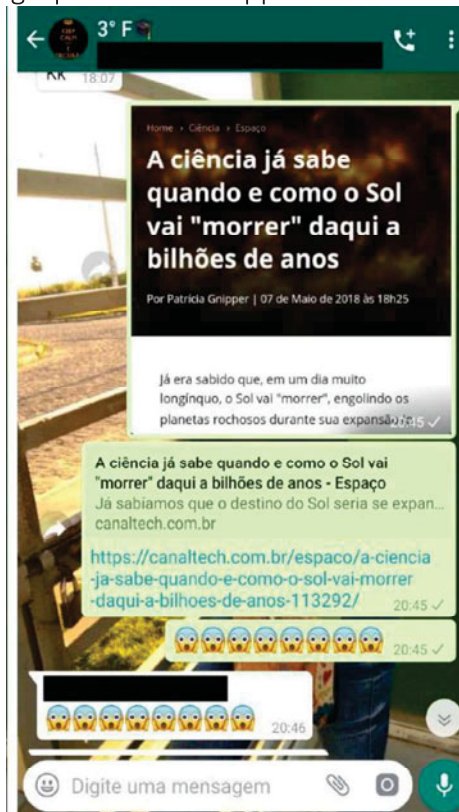 3° F
KK 18:07
Home › Ciência › Espaço
A ciência já sabe
quando e como o Sol
vai "morrer" daqui a
bilhões de anos
Por Patricia Gnipper | 07 de Maio de 2018 às 18h25
Já era sabido que, em um dia muito
longínquo, o Sol vai "morrer", engolindo os
planetas rochosos durante sua expansão
20:45
A ciência já sabe quando e como o Sol vai
"morrer" daqui a bilhões de anos - Espaço
Já sabíamos que o destino do Sol seria se expan...
canaltech.com.br
https://canaltech.com.br/espaco/a-ciencia
-ja-sabe-quando-e-como-o-sol-vai-morrer
-daqui-a-bilhoes-de-anos-113292/ 20:45
20:45
20:46
Digite uma mensagem